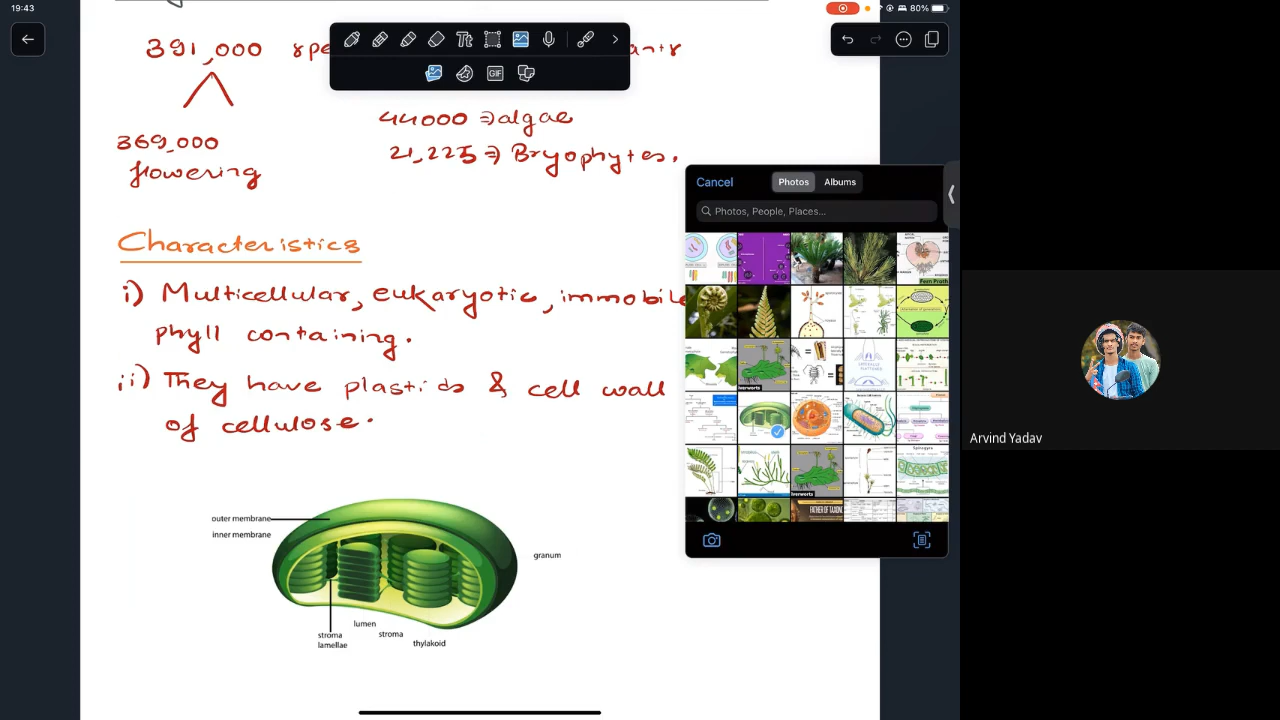 19:43
80%
391,000
44000 ⇒ algae
369,000
21,225 ⇒ Bryophytes.
flowering
Cancel
Photos
Albums
Photos, People, Places...
Characteristics
i) Multicellular, eukaryotic, immobile
phyll containing.
ii) They have plastids & cell wall
of cellulose.
Tt
GIF
outer membrane
inner membrane
granum
lumen
stroma
stroma
lamellae
thylakoid
Arvind Yadav